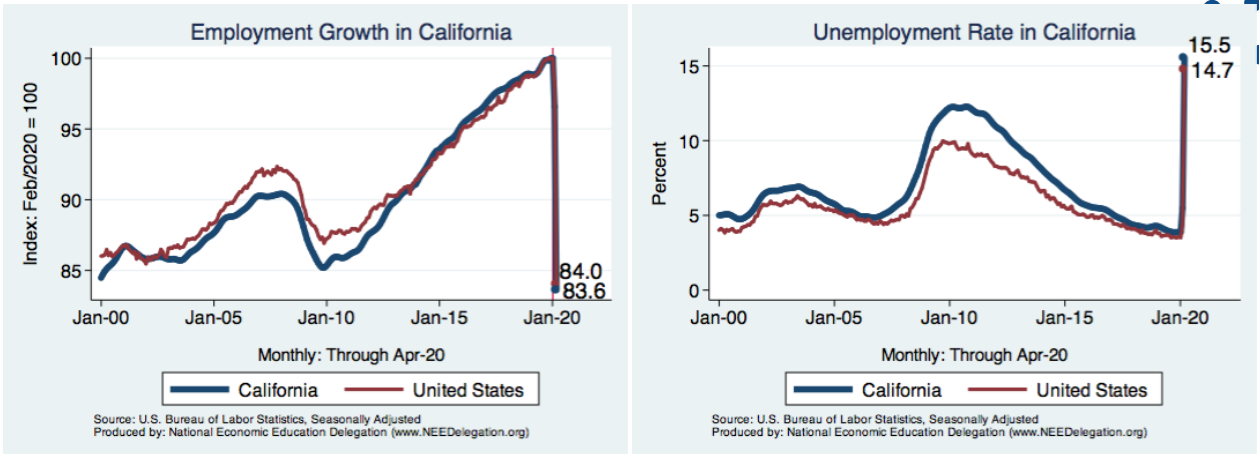 Employment Growth in California
Index: Feb/2020 = 100
100
95
90
85
84.0
83.6
Jan-00 Jan-05 Jan-10 Jan-15 Jan-20
Monthly: Through Apr-20
California United States
Source: U.S. Bureau of Labor Statistics, Seasonally Adjusted
Produced by: National Economic Education Delegation (www.NEEDelegation.org)
Unemployment Rate in California
Percent
15
10
5
0
15.5
14.7
Jan-00 Jan-05 Jan-10 Jan-15 Jan-20
Monthly: Through Apr-20
California United States
Source: U.S. Bureau of Labor Statistics, Seasonally Adjusted
Produced by: National Economic Education Delegation (www.NEEDelegation.org)